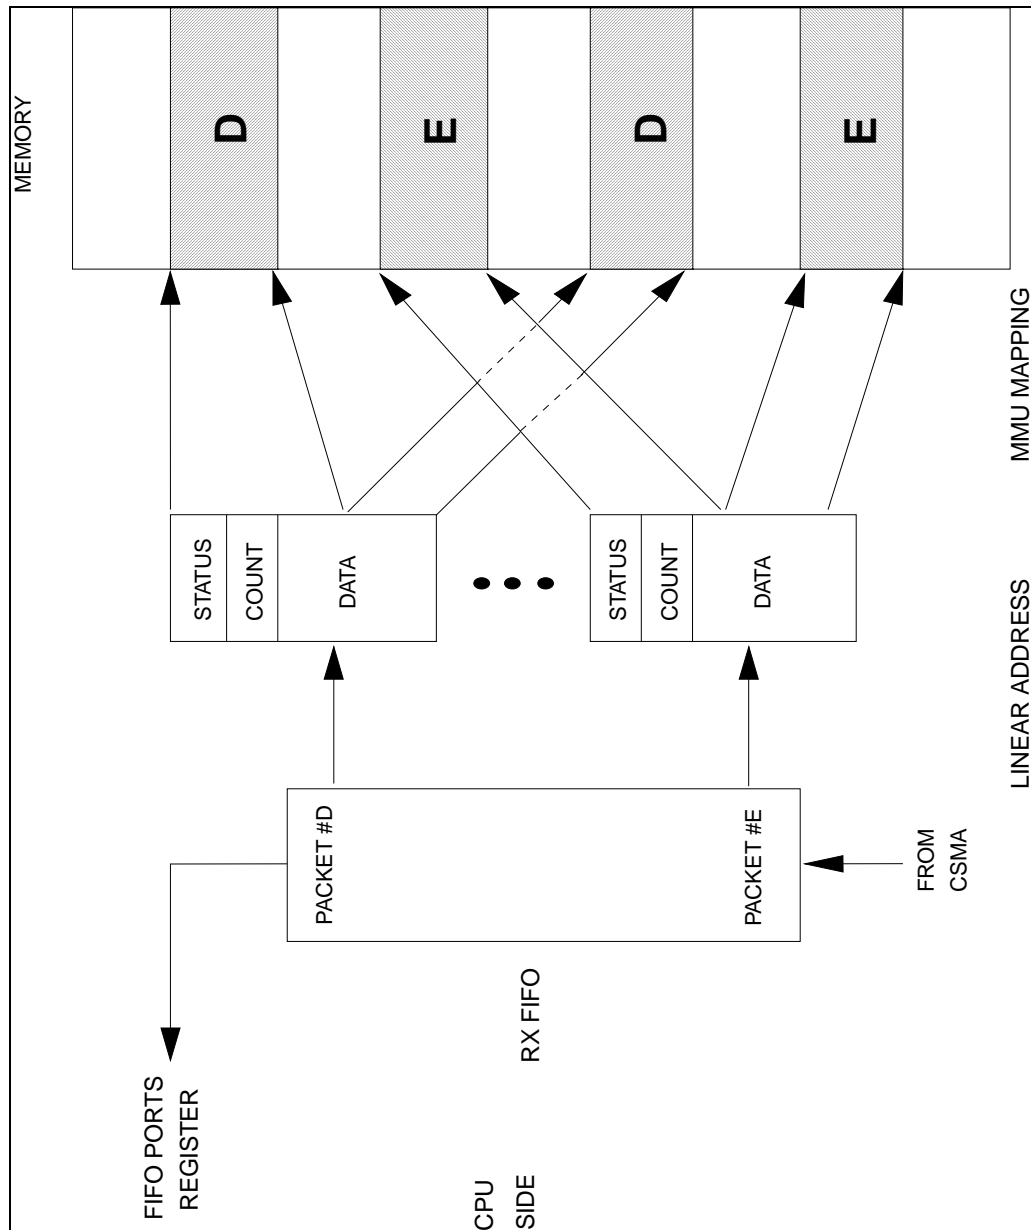 MEMORY
D
E
D
E
MMU MAPPING
STATUS
COUNT
DATA
STATUS
COUNT
DATA
LINEAR ADDRESS
PACKET #D
PACKET #E
FROM
CSMA
RX FIFO
FIFO PORTS
REGISTER
CPU
SIDE